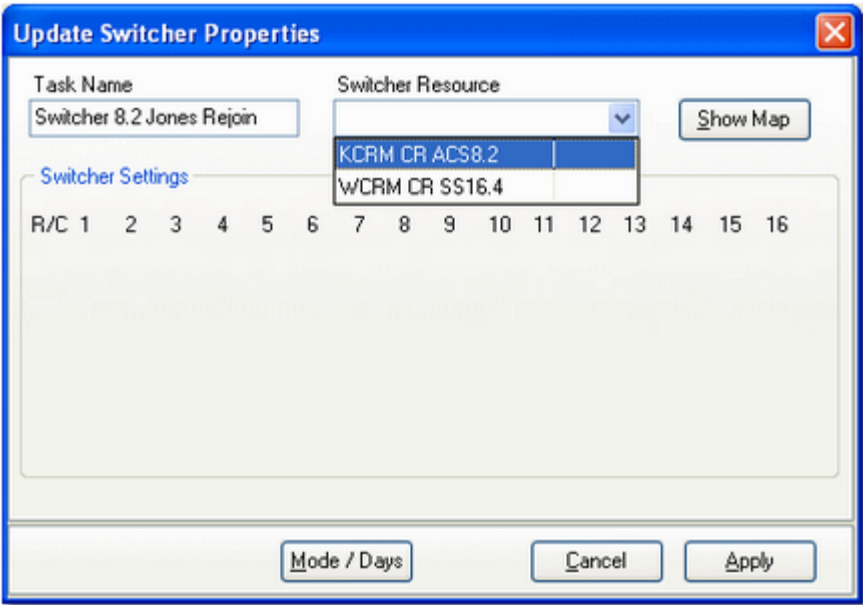 Update Switcher Properties
Task Name
Switcher Resource
Switcher 8.2 Jones Rejoin
Show Map
KCRM CR ACS8.2
WCRM CR SS16.4
Switcher Settings
R/C 1 2 3 4 5 6 7 8 9 10 11 12 13 14 15 16
Mode / Days
Cancel
Apply